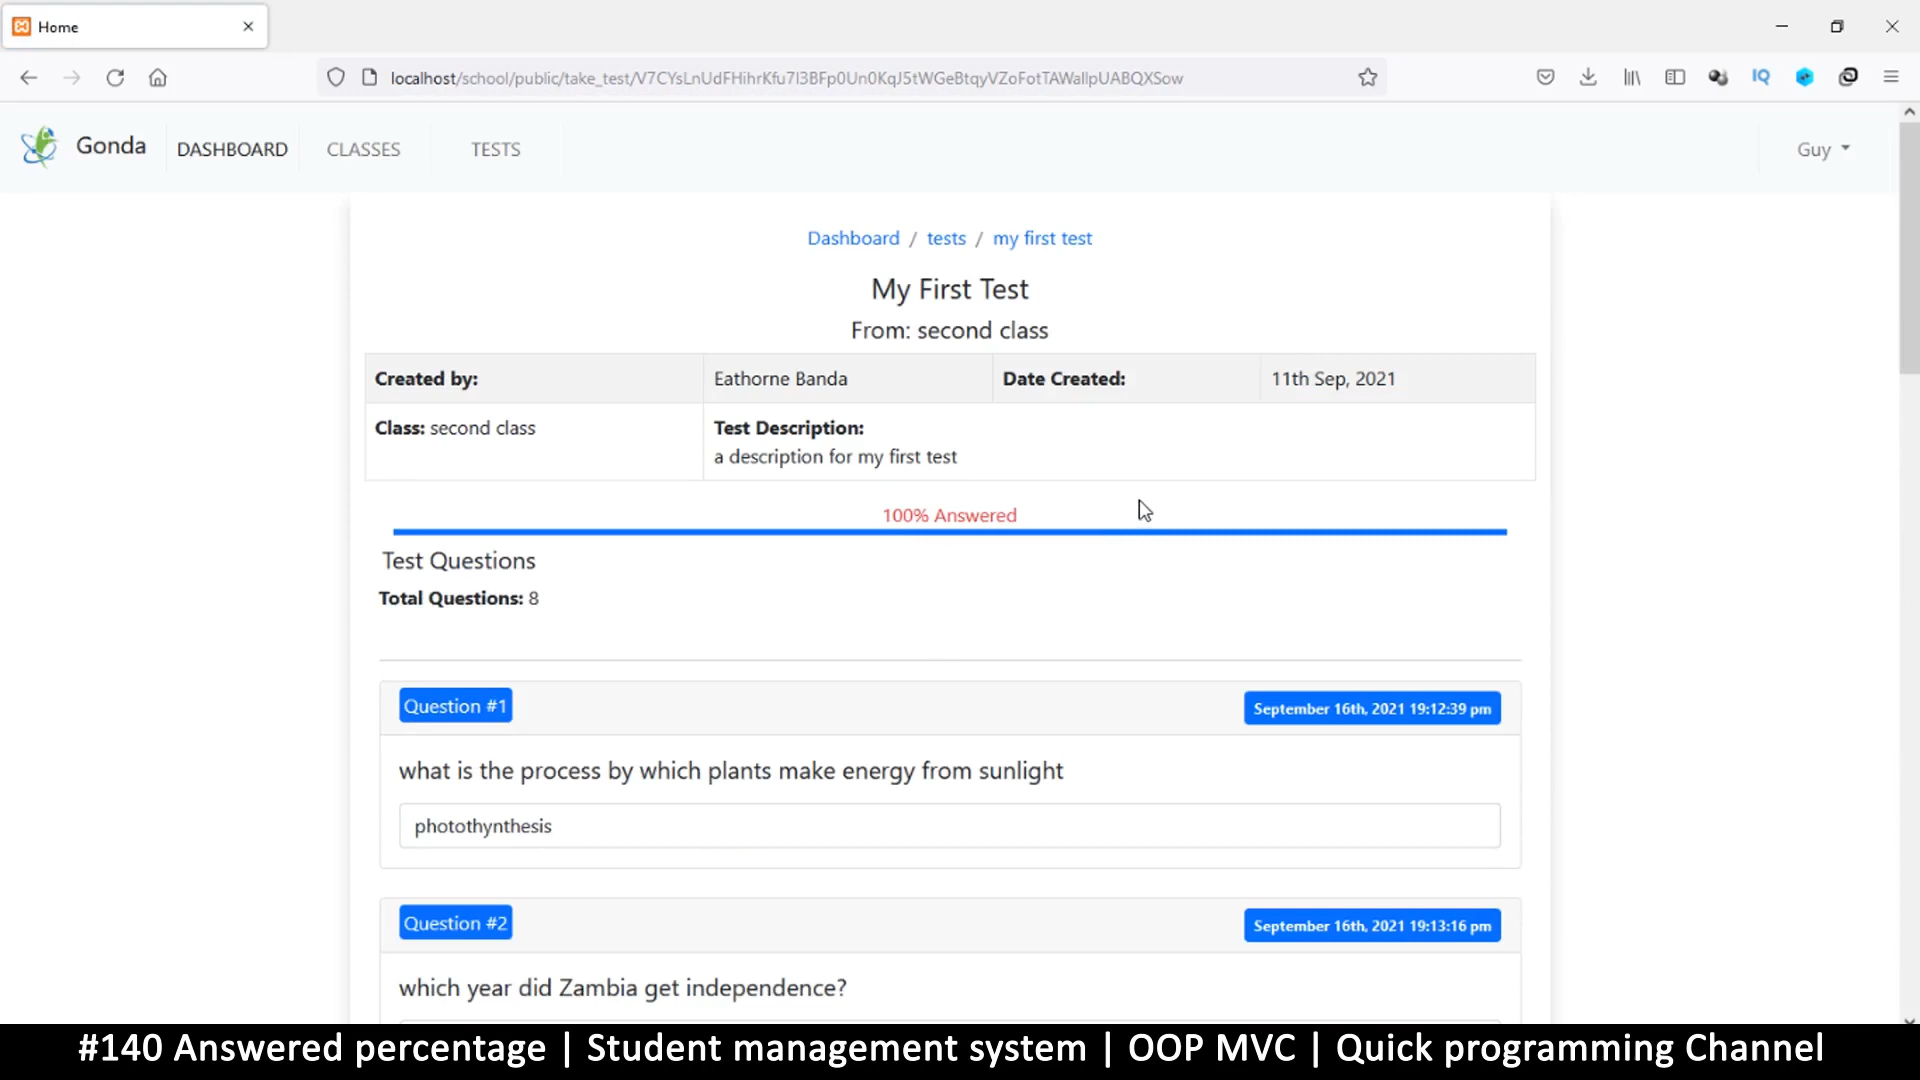 Home
localhost/school/public/take_test/V7CYsLnUdFHihrKfu7I3BFp0Un0KqJ5tWGeBtqyVZoFotTAWallpUABQXSow
IQ
Gonda
DASHBOARD
CLASSES
TESTS
Guy
Dashboard / tests / my first test
My First Test
From: second class
Created by: Eathorne Banda Date Created: 11th Sep, 2021
Class: second class
Test Description:
a description for my first test
100% Answered
Test Questions
Total Questions: 8
Question #1
September 16th, 2021 19:12:39 pm
what is the process by which plants make energy from sunlight
photothynthesis
Question #2
September 16th, 2021 19:13:16 pm
which year did Zambia get independence?
#140 Answered percentage | Student management system | OOP MVC | Quick programming Channel